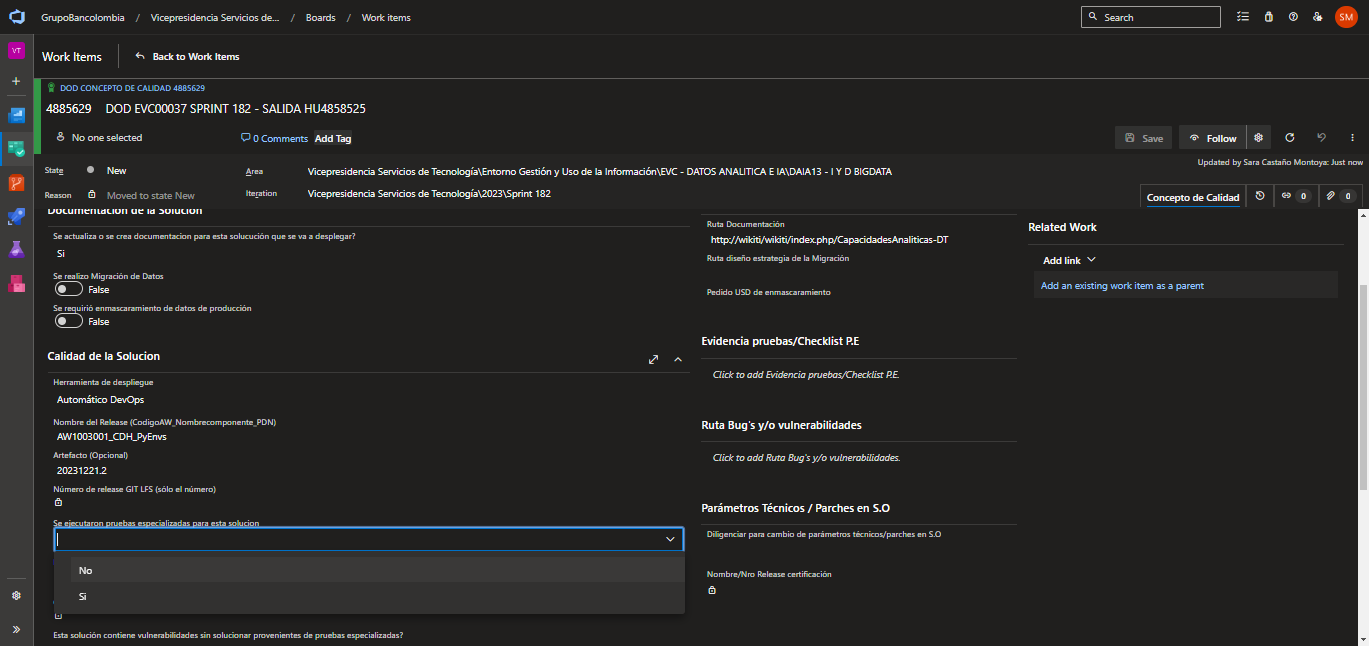 GrupoBancolombia / Vicepresidencia Servicios de... / Boards / Work items
Search
SM
VT
Work Items
Back to Work Items
DOD CONCEPTO DE CALIDAD 4885629
4885629 DOD EVC00037 SPRINT 182 - SALIDA HU4858525
No one selected
0 Comments
Add Tag
Save
Follow
Updated by Sara Castaño Montoya: Just now
State
New
Area
Vicepresidencia Servicios de Tecnología\Entorno Gestión y Uso de la Información\EVC - DATOS ANALITICA E IA\DAIA13 - I Y D BIGDATA
Reason
Moved to state New
Iteration
Vicepresidencia Servicios de Tecnología\2023\Sprint 182
Concepto de Calidad
0
0
Documentación de la Solución
Se actualiza o se crea documentacion para esta solucución que se va a desplegar?
Si
Se realizo Migración de Datos
False
Se requirió enmascaramiento de datos de producción
False
Calidad de la Solucion
Herramienta de despliegue
Automático DevOps
Nombre del Release (CodigoAW_Nombrecomponente_PDN)
AW1003001_CDH_PyEnvs
Artefacto (Opcional)
20231221.2
Número de release GIT LFS (sólo el número)
Se ejecutaron pruebas especializadas para esta solucion
No
Si
Esta solución contiene vulnerabilidades sin solucionar provenientes de pruebas especializadas?
Ruta Documentación
http://wikiti/wikiti/index.php/CapacidadesAnaliticas-DT
Ruta diseño estrategia de la Migración
Pedido USD de enmascaramiento
Evidencia pruebas/Checklist P.E
Click to add Evidencia pruebas/Checklist P.E.
Ruta Bug's y/o vulnerabilidades
Click to add Ruta Bug's y/o vulnerabilidades.
Parámetros Técnicos / Parches en S.O
Diligenciar para cambio de parámetros técnicos/parches en S.O
Nombre/Nro Release certificación
Related Work
Add link
Add an existing work item as a parent